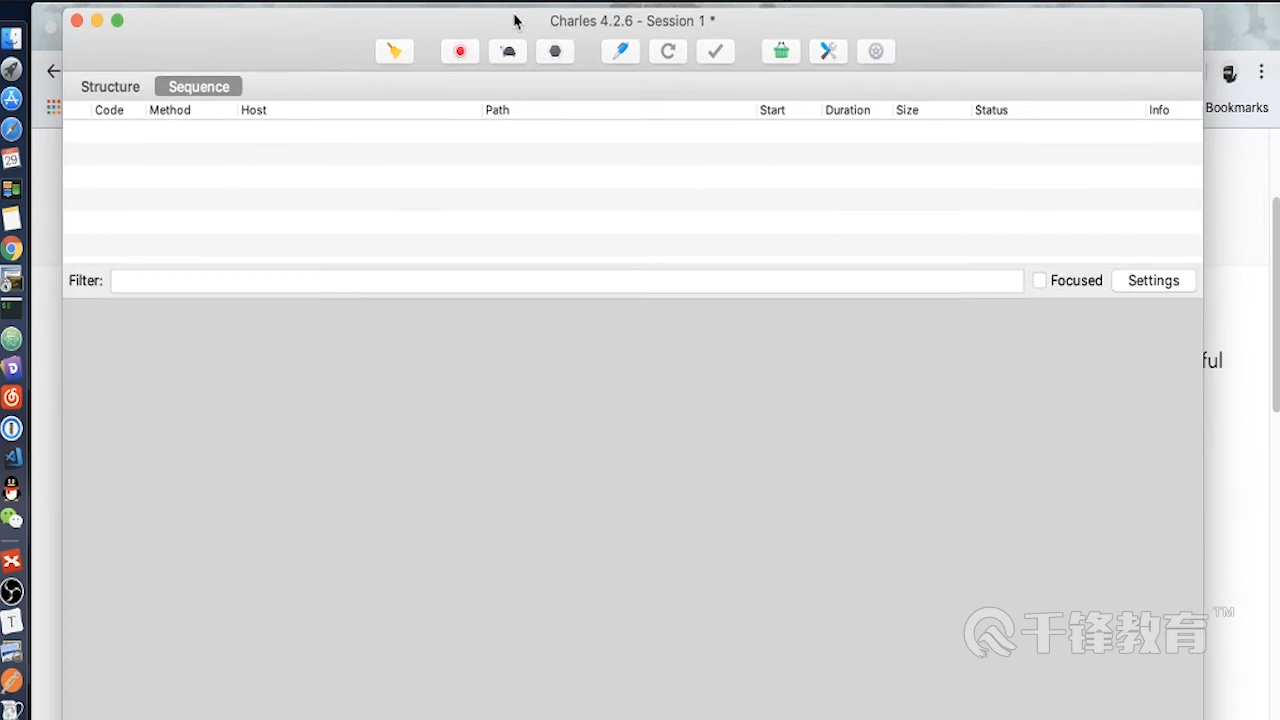 Charles 4.2.6 - Session 1 *
Structure Sequence
Code Method Host Path Start Duration Size Status Info
Filter: Focused Settings
Bookmarks
29
ful
T
千锋教育 TM